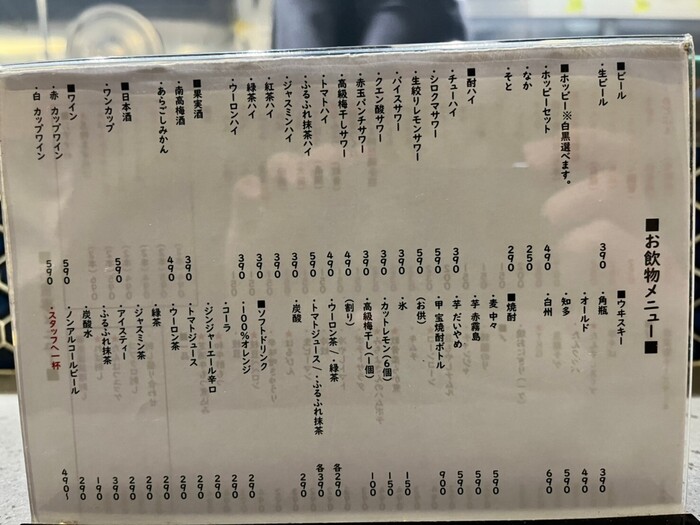 ■お飲物メニュー■
■ビール
・生ビール 390
■ホッピー※白黒選べます。
・ホッピーセット 490
・なか 250
・そと 290
■酎ハイ
・チューハイ 390
・シロクマサワー 590
・生絞りレモンサワー 590
・バイスサワー 390
・クエン酸サワー 390
・赤玉パンチサワー 390
・高級梅干しサワー 490
・トマトハイ 490
・ふるふれ抹茶ハイ 590
・ジャスミンハイ 390
・紅茶ハイ 390
・緑茶ハイ 390
・ウーロンハイ 390
■果実酒
・南高梅酒 390
・あらごしみかん 490
■日本酒
・ワンカップ 590
■ワイン
・赤 カップワイン 590
・白 カップワイン 590
■ウヰスキー
・角瓶 390
・オールド 490
・知多 590
・白州 690
■焼酎
・麦 中々 590
・芋 赤霧島 590
・芋 だいやめ 590
・甲 宝焼酎ボトル 900
(お供)
・氷 150
・カットレモン(6個) 150
・高級梅干し(1個) 100
(割り)
・ウーロン茶/・緑茶 各290
・トマトジュース/・ふるふれ抹茶 各390
・炭酸 290
■ソフトドリンク
・100%オレンジ 290
・コーラ 290
・ジンジャーエール辛口 290
・トマトジュース 290
・ウーロン茶 290
・緑茶 290
・ジャスミン茶 290
・アイスティー 290
・ふるふれ抹茶 390
・炭酸水 190
・ノンアルコールビール 290
・スタッフへ一杯 490〜